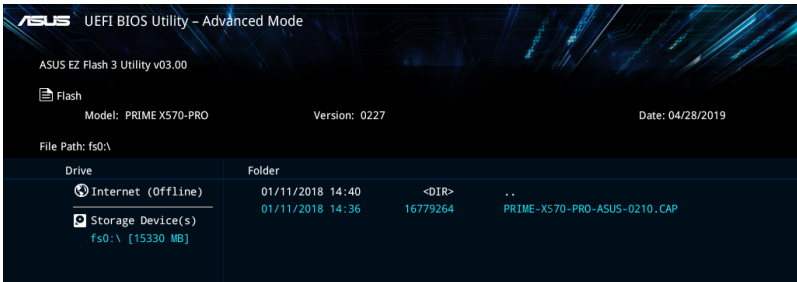 ASUS UEFI BIOS Utility – Advanced Mode
ASUS EZ Flash 3 Utility v03.00
Flash
Model: PRIME X570-PRO Version: 0227 Date: 04/28/2019
File Path: fs0:\
Drive Folder
Internet (Offline) 01/11/2018 14:40 <DIR> ..
01/11/2018 14:36 16779264 PRIME-X570-PRO-ASUS-0210.CAP
Storage Device(s)
fs0:\ [15330 MB]